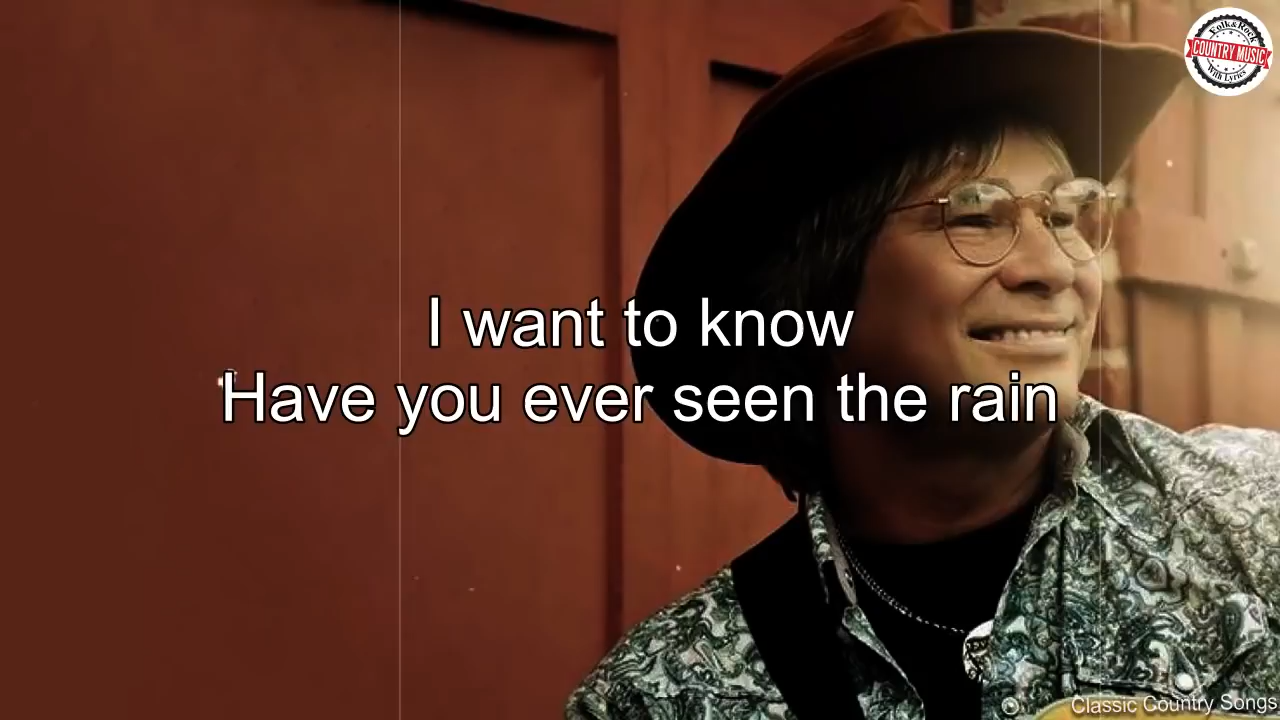 Folk&Rock
COUNTRY MUSIC
With Lyrics
I want to know
Have you ever seen the rain
Classic Country Songs